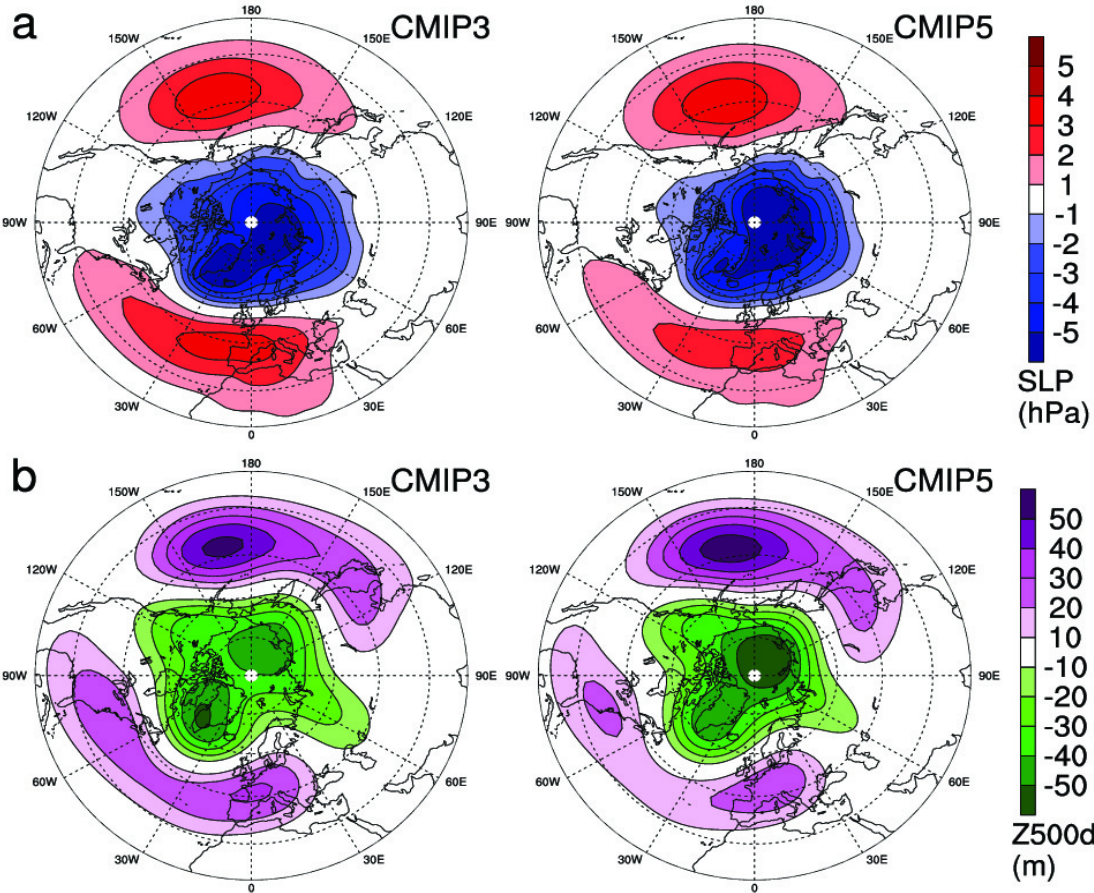 a
CMIP3
180
150W
150E
120W
120E
90W
90E
60W
60E
30W
30E
0
CMIP5
180
150W
150E
120W
120E
90W
90E
60W
60E
30W
30E
0
5
4
3
2
1
-1
-2
-3
-4
-5
SLP
(hPa)
b
CMIP3
180
150W
150E
120W
120E
90W
90E
60W
60E
30W
30E
0
CMIP5
180
150W
150E
120W
120E
90W
90E
60W
60E
30W
30E
0
50
40
30
20
10
-10
-20
-30
-40
-50
Z500d
(m)